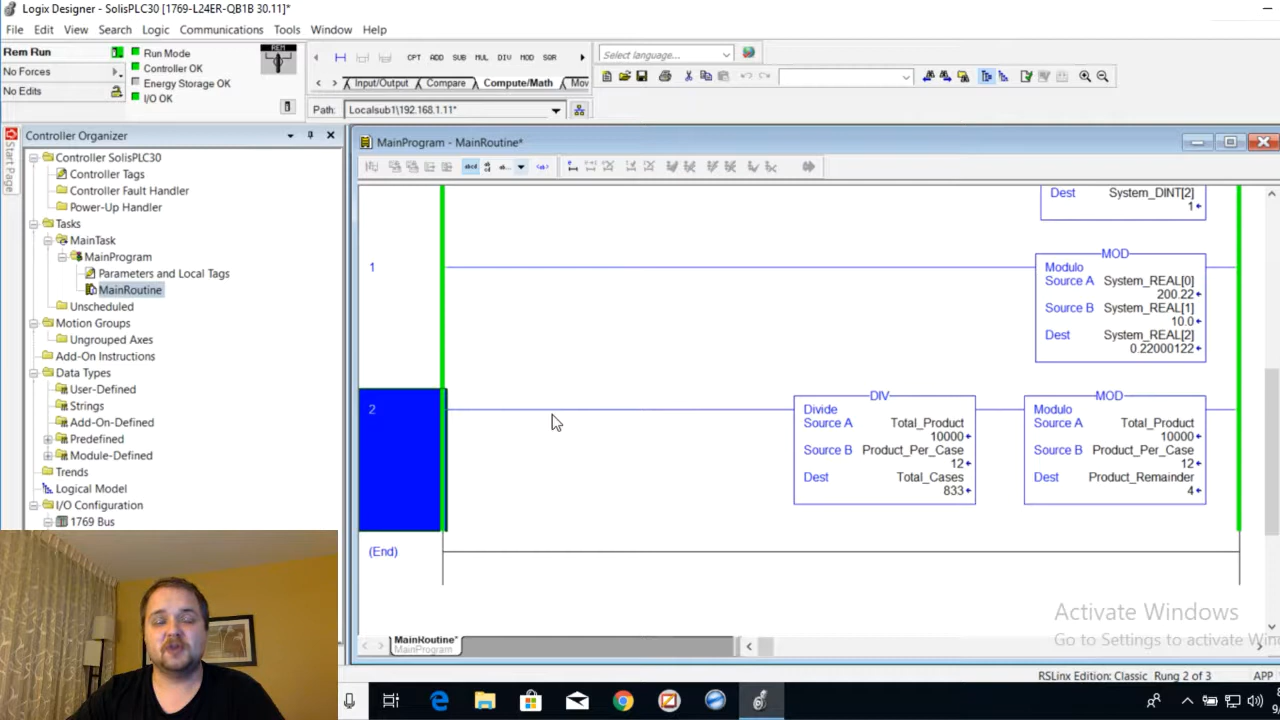 Logix Designer - SolisPLC30 [1769-L24ER-QB1B 30.11]*
File Edit View Search Logic Communications Tools Window Help
Rem Run
No Forces
No Edits
Run Mode
Controller OK
Energy Storage OK
I/O OK
REM
CPT ADD SUB MUL DIV MOD SQR
Input/Output Compare Compute/Math Mov
Select language...
Path: Localsub1\192.168.1.11*
Start Page
Controller Organizer
Controller SolisPLC30
Controller Tags
Controller Fault Handler
Power-Up Handler
Tasks
MainTask
MainProgram
Parameters and Local Tags
MainRoutine
Unscheduled
Motion Groups
Ungrouped Axes
Add-On Instructions
Data Types
User-Defined
Strings
Add-On-Defined
Predefined
Module-Defined
Trends
Logical Model
I/O Configuration
1769 Bus
MainProgram - MainRoutine*
Dest System_DINT[2]
1
1
MOD
Modulo
Source A System_REAL[0]
200.22
Source B System_REAL[1]
10.0
Dest System_REAL[2]
0.22000122
2
DIV
Divide
Source A Total_Product
10000
Source B Product_Per_Case
12
Dest Total_Cases
833
MOD
Modulo
Source A Total_Product
10000
Source B Product_Per_Case
12
Dest Product_Remainder
4
(End)
Activate Windows
Go to Settings to activate Win
MainRoutine*
MainProgram
RSLinx Edition: Classic Rung 2 of 3 APP